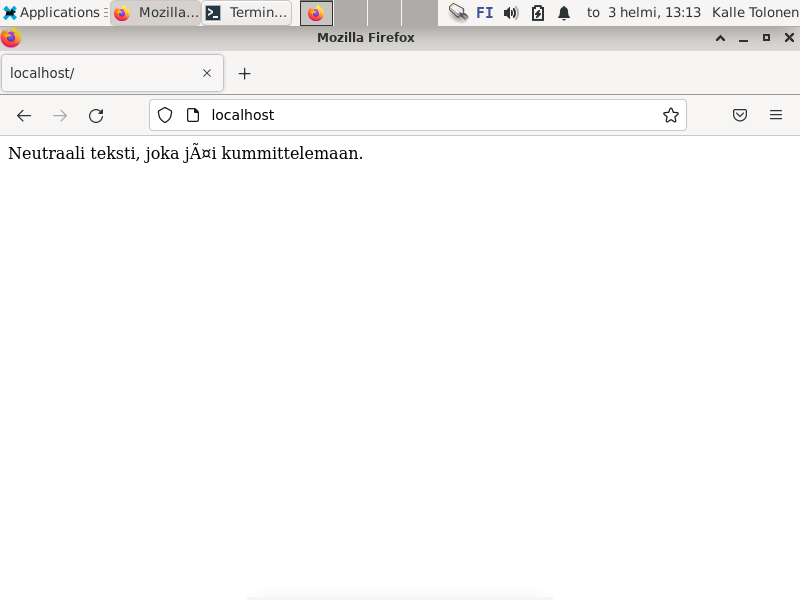 Applications Mozilla... Termin... FI to 3 helmi, 13:13 Kalle Tolonen
Mozilla Firefox
localhost/
localhost
Neutraali teksti, joka jÃ¤i kummittelemaan.